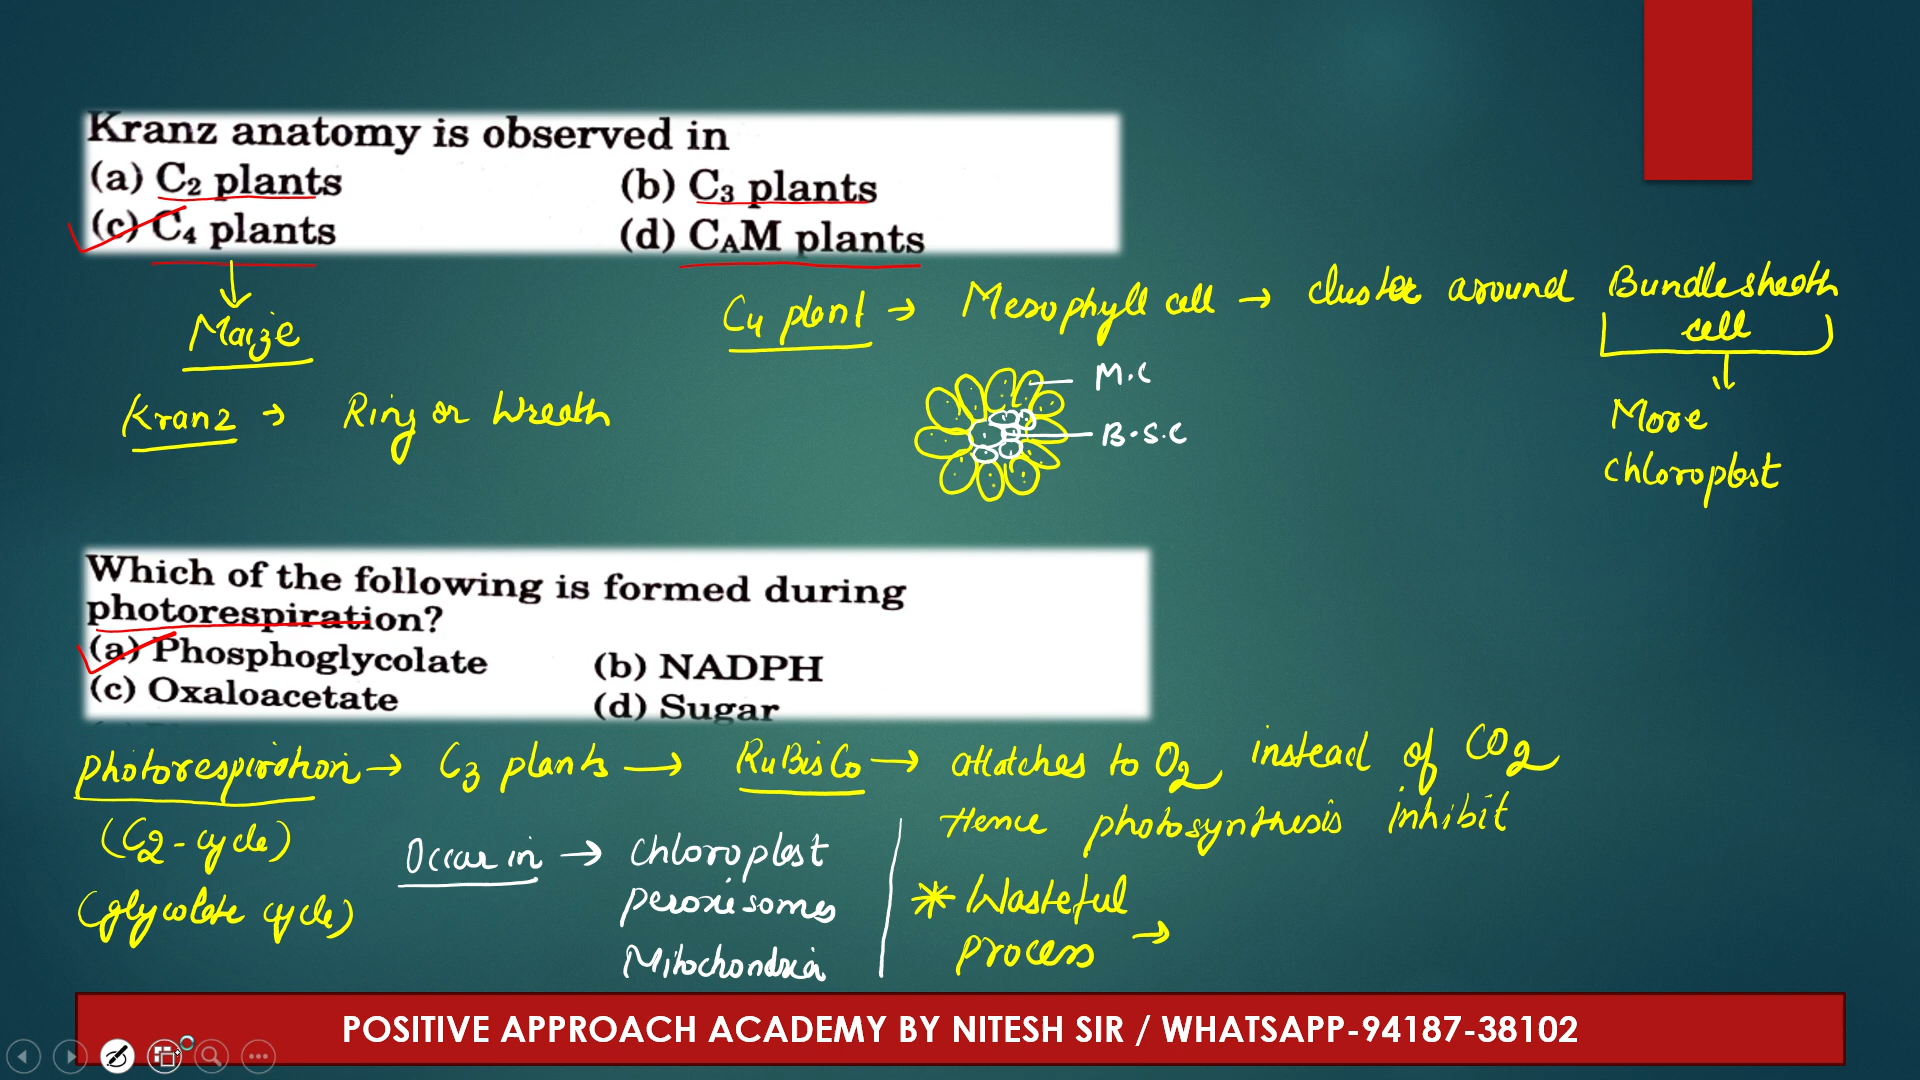 Kranz anatomy is observed in
(a) C₂ plants (b) C₃ plants
(c) C₄ plants (d) CAM plants
Maize
Kranz → Ring or Wreath
C4 plant → Mesophyll cell → cluster around Bundlesheath
cell
More
chloroplast
M.C
B.S.C
Which of the following is formed during
photorespiration?
(a) Phosphoglycolate (b) NADPH
(c) Oxaloacetate (d) Sugar
photorespiration → C3 plants → RuBisCo → attatches to O2 instead of CO2
Hence photosynthesis inhibit
(C2-cycle)
(glycolate cycle)
Occur in → chloroplast
peroxisomes
Mitochondria
* Wasteful
process →
POSITIVE APPROACH ACADEMY BY NITESH SIR / WHATSAPP-94187-38102